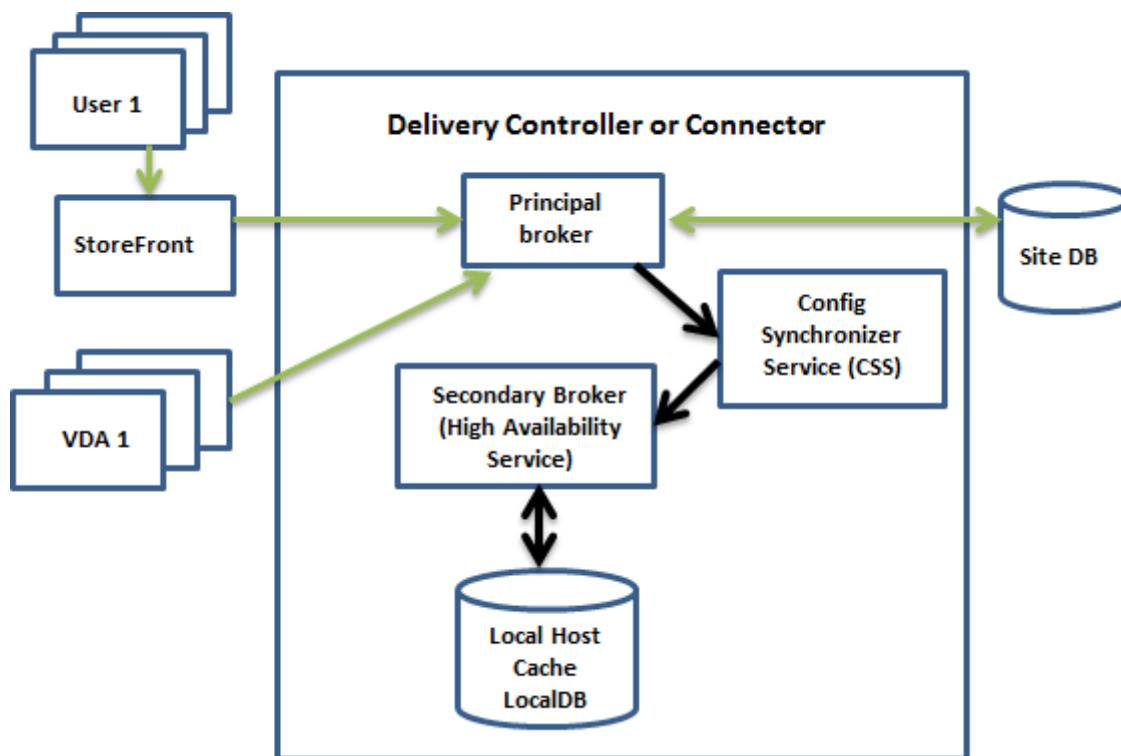 User 1
Delivery Controller or Connector
StoreFront
Principal
broker
Site DB
Config
Synchronizer
Service (CSS)
VDA 1
Secondary Broker
(High Availability
Service)
Local Host
Cache
LocalDB